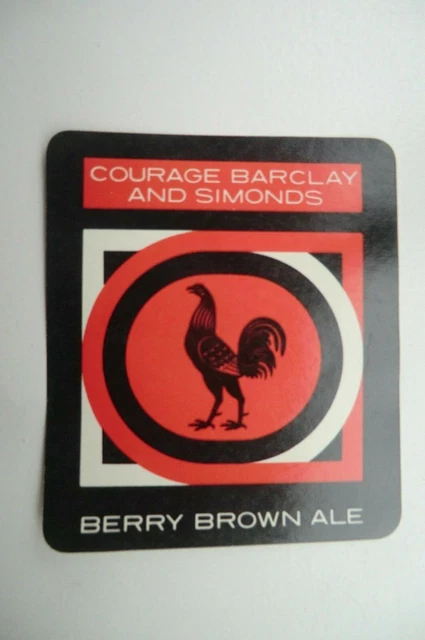 COURAGE BARCLAY
AND SIMONDS
BERRY BROWN ALE